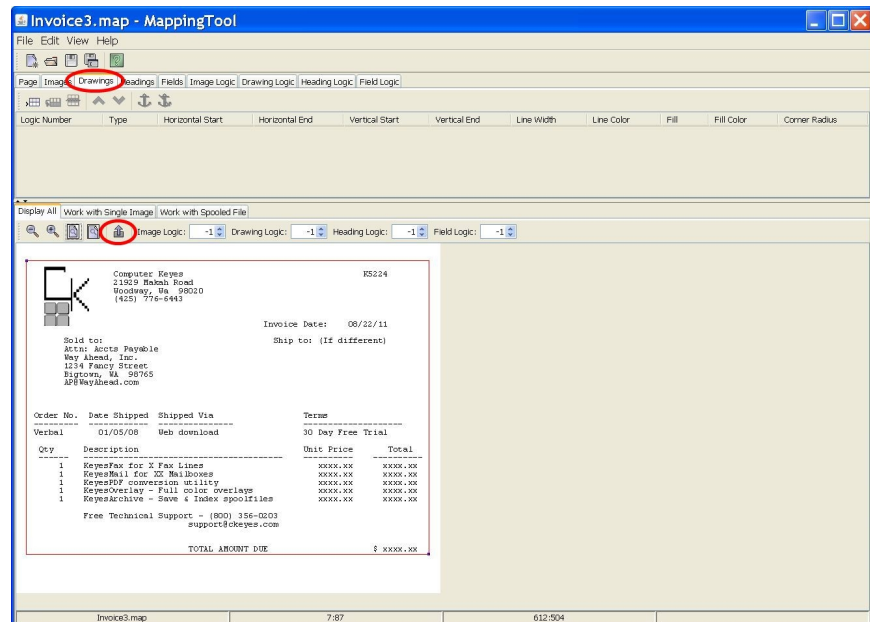 Invoice3.map - MappingTool
File Edit View Help
Page Images Drawings Headings Fields Image Logic Drawing Logic Heading Logic Field Logic
Logic Number Type Horizontal Start Horizontal End Vertical Start Vertical End Line Width Line Color Fill Fill Color Corner Radius
Display All Work with Single Image Work with Spooled File
Image Logic: -1 Drawing Logic: -1 Heading Logic: -1 Field Logic: -1
Computer Keyes K5224
21929 Makah Road
Woodway, Wa 98020
(425) 776-6443
Invoice Date: 08/22/11
Sold to: Ship to: (If different)
Attn: Accts Payable
Way Ahead, Inc.
1234 Fancy Street
Bigtown, WA 98765
AP@WayAhead.com
Order No. Date Shipped Shipped Via Terms
Verbal 01/05/08 Web download 30 Day Free Trial
Qty Description Unit Price Total
1 KeyesFax for X Fax Lines xxxx.xx xxxx.xx
1 KeyesMail for XX Mailboxes xxxx.xx xxxx.xx
1 KeyesPDF conversion utility xxxx.xx xxxx.xx
1 KeyesOverlay - Full color overlays xxxx.xx xxxx.xx
1 KeyesArchive - Save & Index spoolfiles xxxx.xx xxxx.xx
Free Technical Support - (800) 356-0203
support@ckeyes.com
TOTAL AMOUNT DUE $ xxxx.xx
Invoice3.map 7:87 612:504